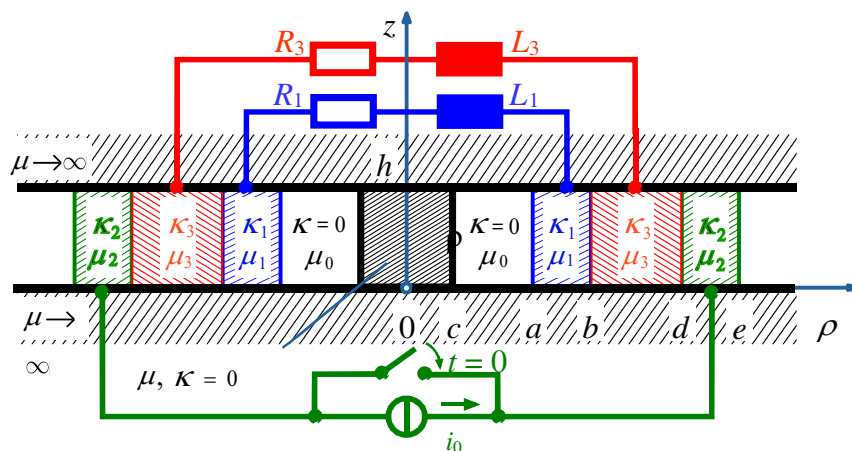 z
R₃ L₃
R₁ L₁
μ→∞ h
κ₂ κ₃ κ₁ κ = 0 κ = 0 κ₁ κ₃ κ₂
μ₂ μ₃ μ₁ μ₀ μ₀ μ₁ μ₃ μ₂
μ→ 0 c a b d e ρ
∞
μ, κ = 0 t = 0
i₀